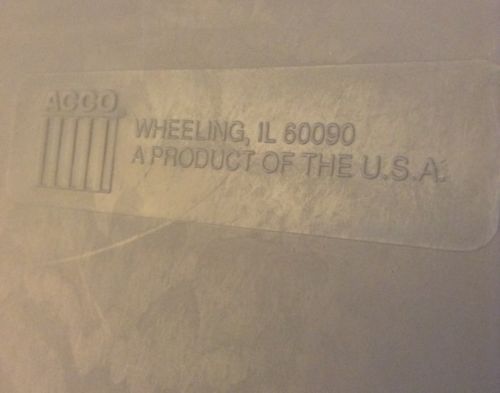 ACCO
WHEELING, IL 60090
A PRODUCT OF THE U.S.A.